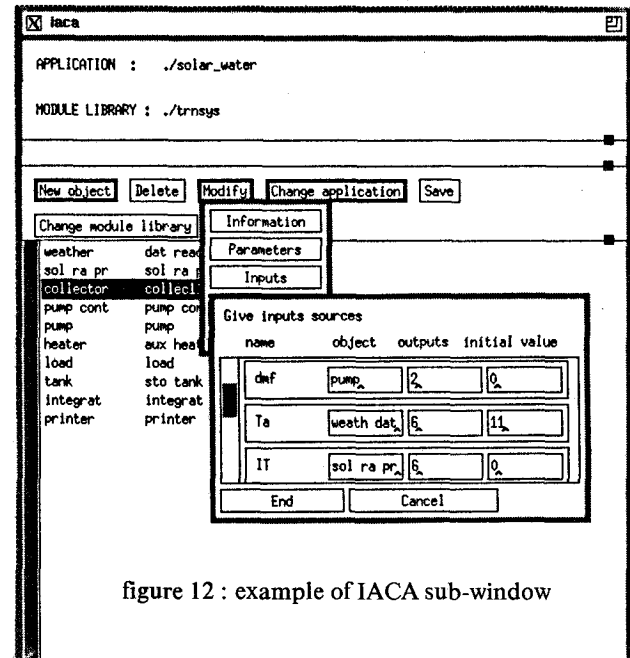 iaca
APPLICATION : ./solar_water
MODULE LIBRARY : ./trnsys
New object Delete Modify Change application Save
Change module library Information
Parameters
Inputs
weather dat read
sol ra pr sol ra
collector
pump cont pump con
pump pump
heater aux hea
load load
tank sto tank
integrat integrat
printer printer
Give inputs sources
name object outputs initial value
dmf pump 2 0
Ta weath dat 6 11
IT sol ra pr 6 0
End Cancel
figure 12 : example of IACA sub-window